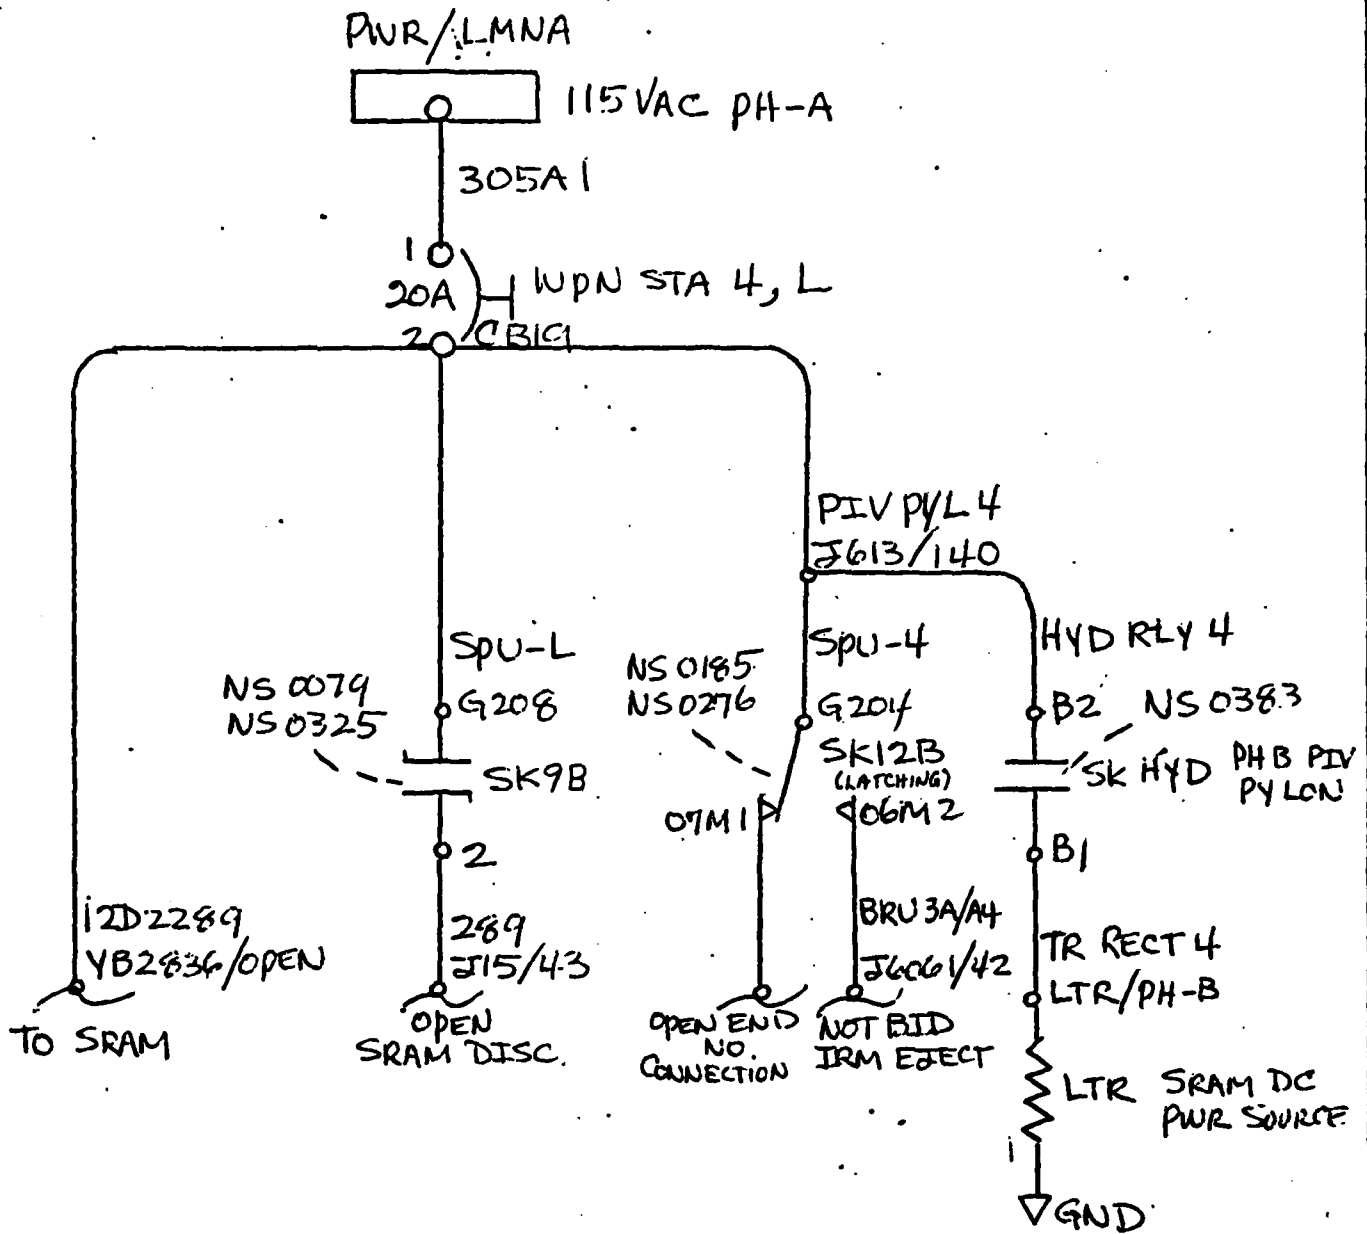 PWR/LMNA
115VAC PH-A
305A1
1
20A
WPN STA 4, L
2
CB19
PIV PYL 4
J613/140
SPU-L
NS 0079
NS 0325
G208
SK9B
2
NS 0185
NS 0276
SPU-4
G204
SK12B
(LATCHING)
07M1
06M2
HYD RLY 4
B2
NS 0383
SK HYD
PHB PIV
PYLON
B1
12D2289
YB2836/OPEN
TO SRAM
289
J15/43
OPEN
SRAM DISC.
OPEN END
NO.
CONNECTION
BRU3A/A4
J6061/42
NOT BID
IRM EJECT
TR RECT 4
LTR/PH-B
LTR
SRAM DC
PWR SOURCE
1
GND